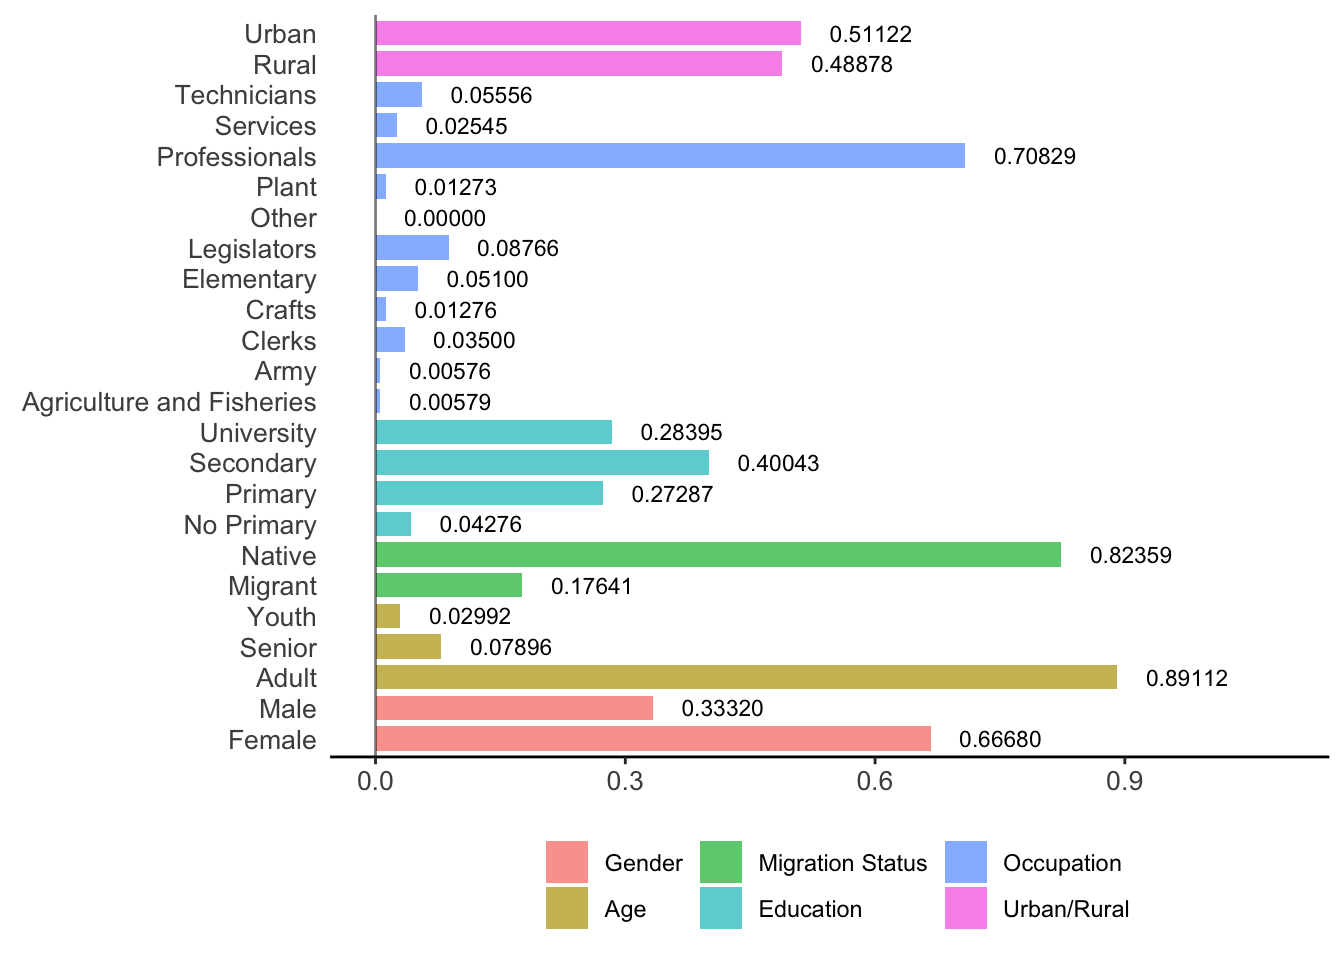 Urban 0.51122
Rural 0.48878
Technicians 0.05556
Services 0.02545
Professionals 0.70829
Plant 0.01273
Other 0.00000
Legislators 0.08766
Elementary 0.05100
Crafts 0.01276
Clerks 0.03500
Army 0.00576
Agriculture and Fisheries 0.00579
University 0.28395
Secondary 0.40043
Primary 0.27287
No Primary 0.04276
Native 0.82359
Migrant 0.17641
Youth 0.02992
Senior 0.07896
Adult 0.89112
Male 0.33320
Female 0.66680
0.0 0.3 0.6 0.9
Gender Migration Status Occupation
Age Education Urban/Rural